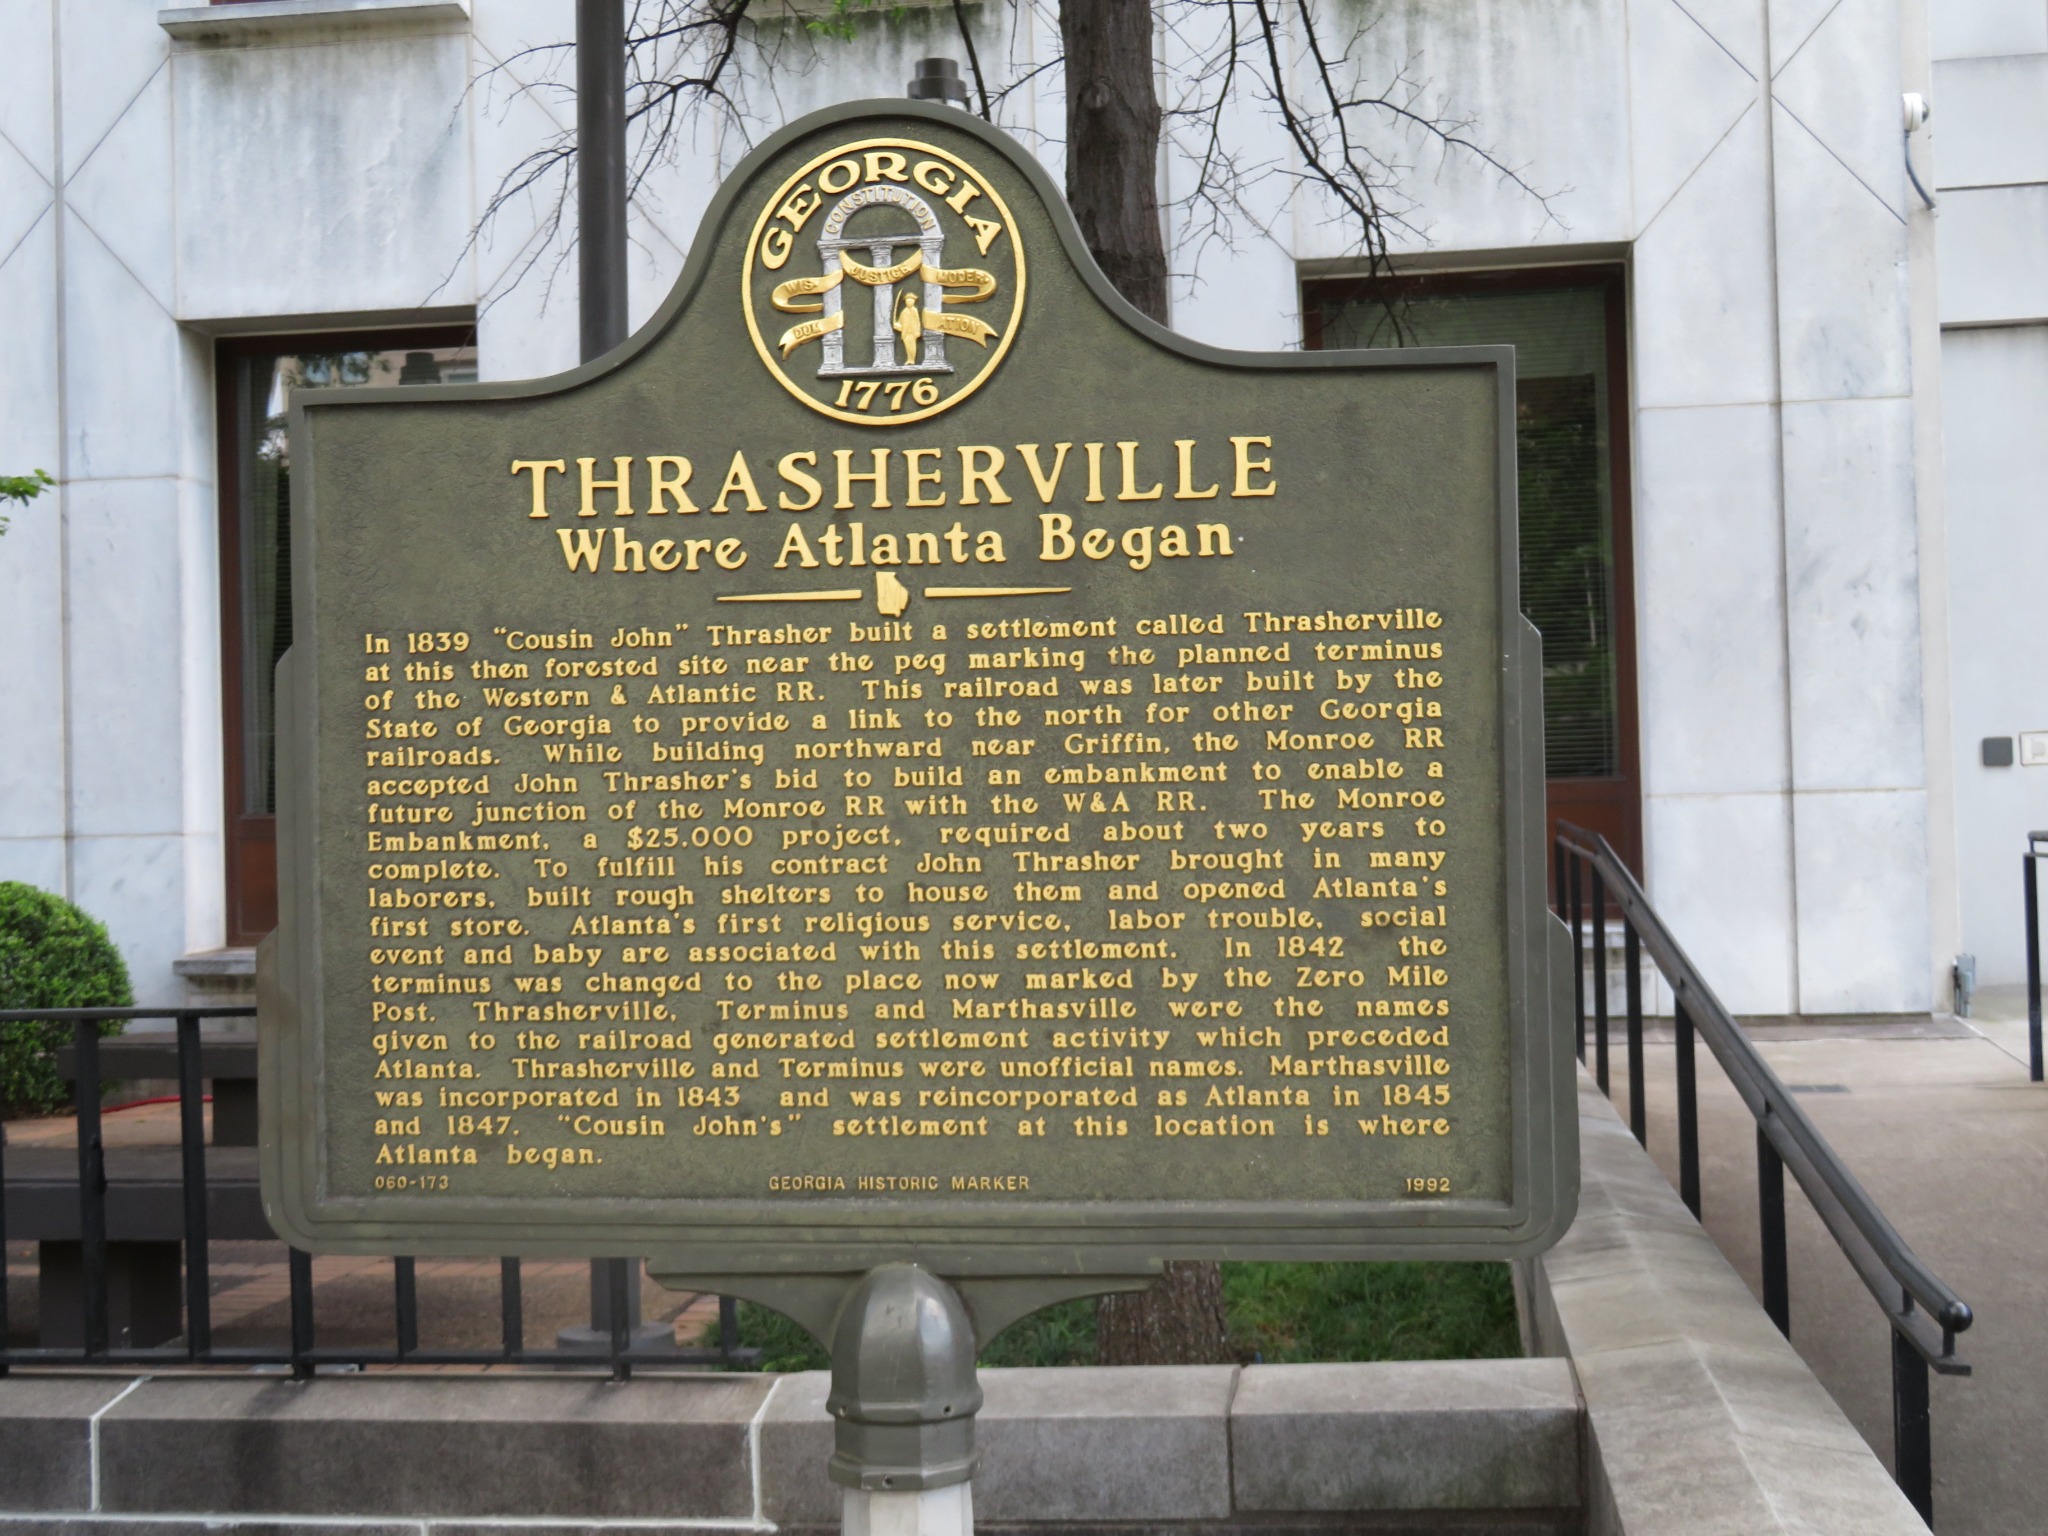 GEORGIA
CONSTITUTION
WIS- JUSTICE MODER-
DOM ATION
1776
THRASHERVILLE
Where Atlanta Began
In 1839 "Cousin John" Thrasher built a settlement called Thrasherville
at this then forested site near the peg marking the planned terminus
of the Western & Atlantic RR. This railroad was later built by the
State of Georgia to provide a link to the north for other Georgia
railroads. While building northward near Griffin, the Monroe RR
accepted John Thrasher's bid to build an embankment to enable a
future junction of the Monroe RR with the W&A RR. The Monroe
Embankment, a $25,000 project, required about two years to
complete. To fulfill his contract John Thrasher brought in many
laborers, built rough shelters to house them and opened Atlanta's
first store. Atlanta's first religious service, labor trouble, social
event and baby are associated with this settlement. In 1842 the
terminus was changed to the place now marked by the Zero Mile
Post. Thrasherville, Terminus and Marthasville were the names
given to the railroad generated settlement activity which preceded
Atlanta. Thrasherville and Terminus were unofficial names. Marthasville
was incorporated in 1843 and was reincorporated as Atlanta in 1845
and 1847. "Cousin John's" settlement at this location is where
Atlanta began.
060-173 GEORGIA HISTORIC MARKER 1992